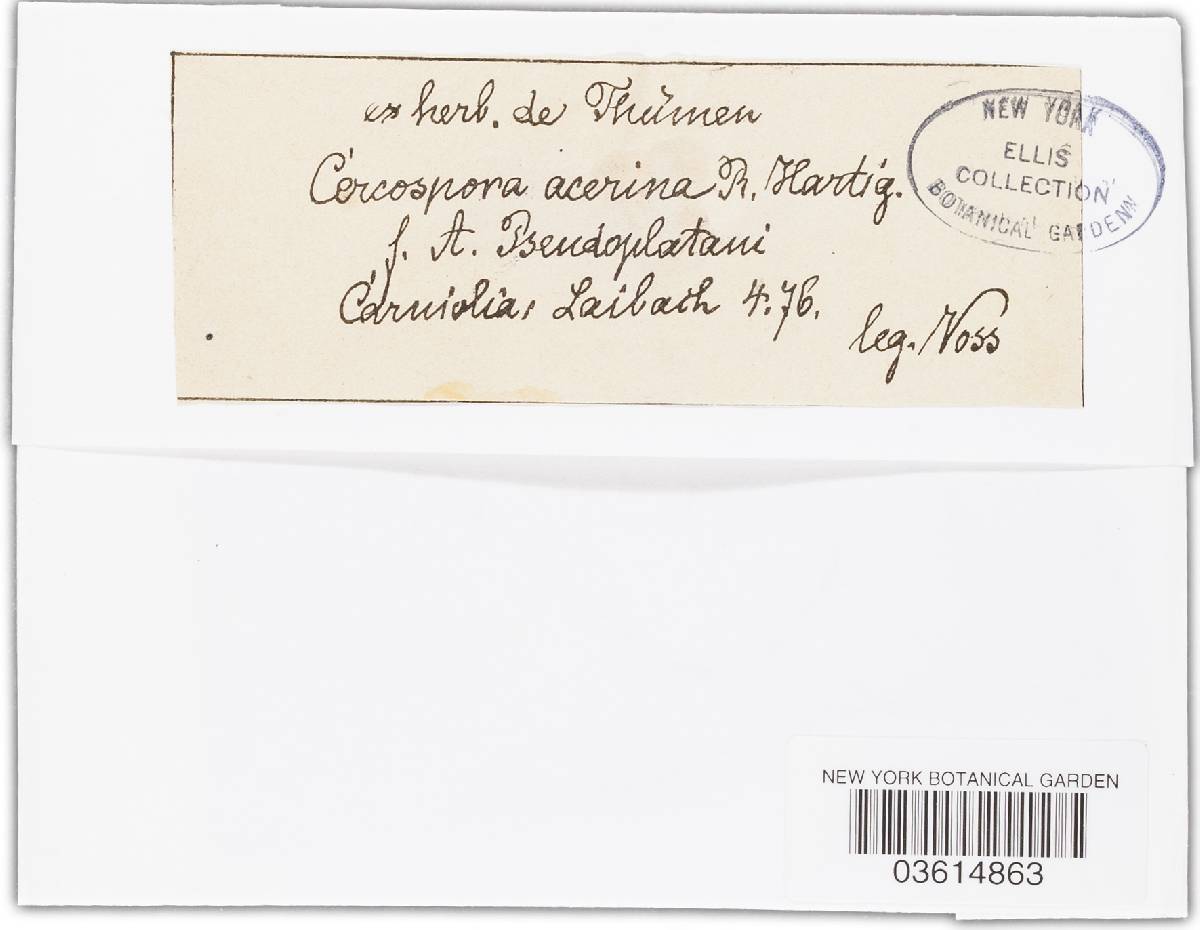 ex herb. de Thümen
Cercospora acerina R. Hartig.
f. A. Pseudoplatani
Carniolia, Laibach 4.76.
leg. Voss
NEW YORK
ELLIS
COLLECTION
BOTANICAL GARDENN
NEW YORK BOTANICAL GARDEN
03614863